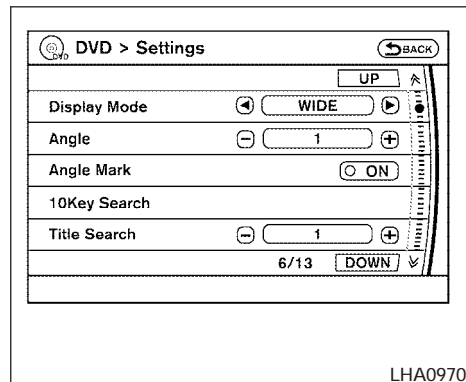 DVD DVD > Settings BACK
UP
Display Mode WIDE
Angle − 1 +
Angle Mark ON
10Key Search
Title Search − 1 +
6/13 DOWN
LHA0970